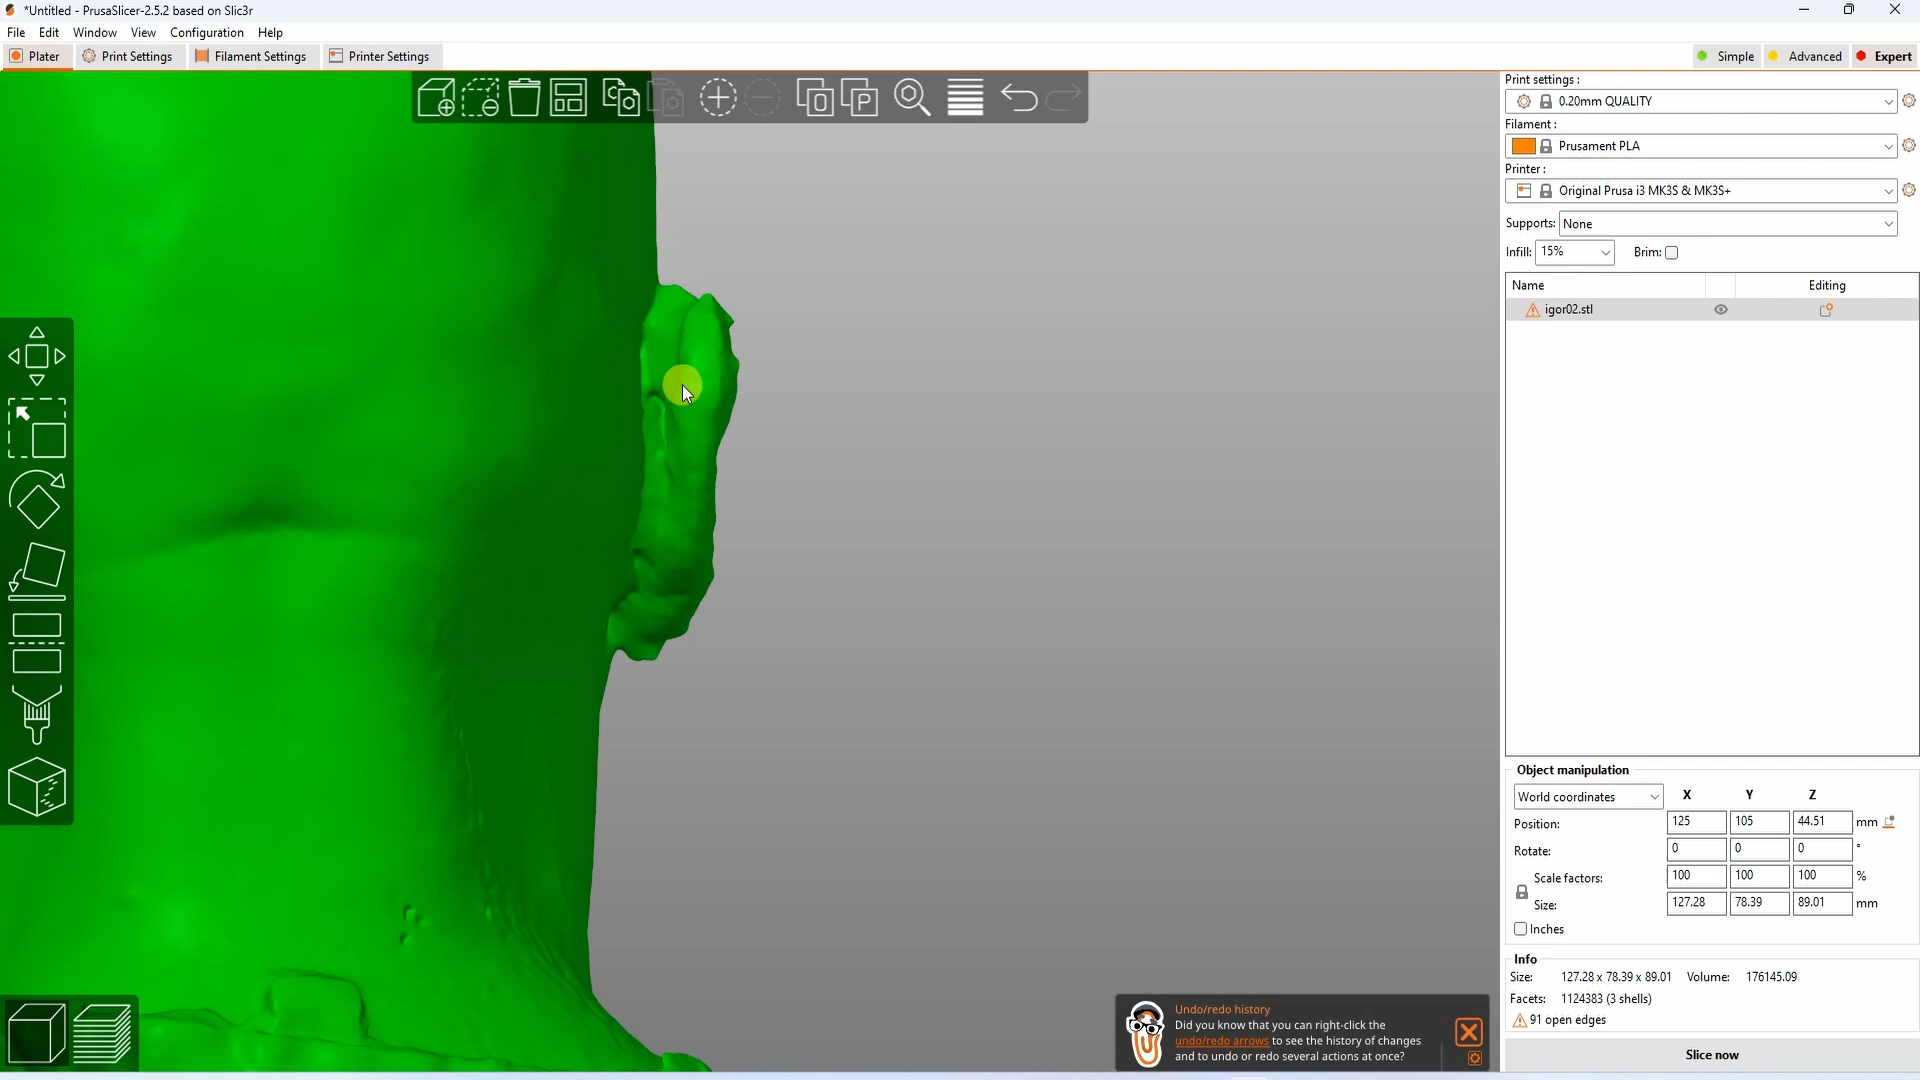 *Untitled - PrusaSlicer-2.5.2 based on Slic3r
File Edit Window View Configuration Help
Plater Print Settings Filament Settings Printer Settings Simple Advanced Expert
Print settings :
0.20mm QUALITY
Filament :
Prusament PLA
Printer :
Original Prusa i3 MK3S & MK3S+
Supports: None
Infill: 15% Brim:
Name Editing
igor02.stl
Object manipulation
World coordinates X Y Z
Position: 125 105 44.51 mm
Rotate: 0 0 0 °
Scale factors: 100 100 100 %
Size: 127.28 78.39 89.01 mm
Inches
Info
Size: 127.28 x 78.39 x 89.01 Volume: 176145.09
Facets: 1124383 (3 shells)
91 open edges
Slice now
Undo/redo history
Did you know that you can right-click the
undo/redo arrows to see the history of changes
and to undo or redo several actions at once?